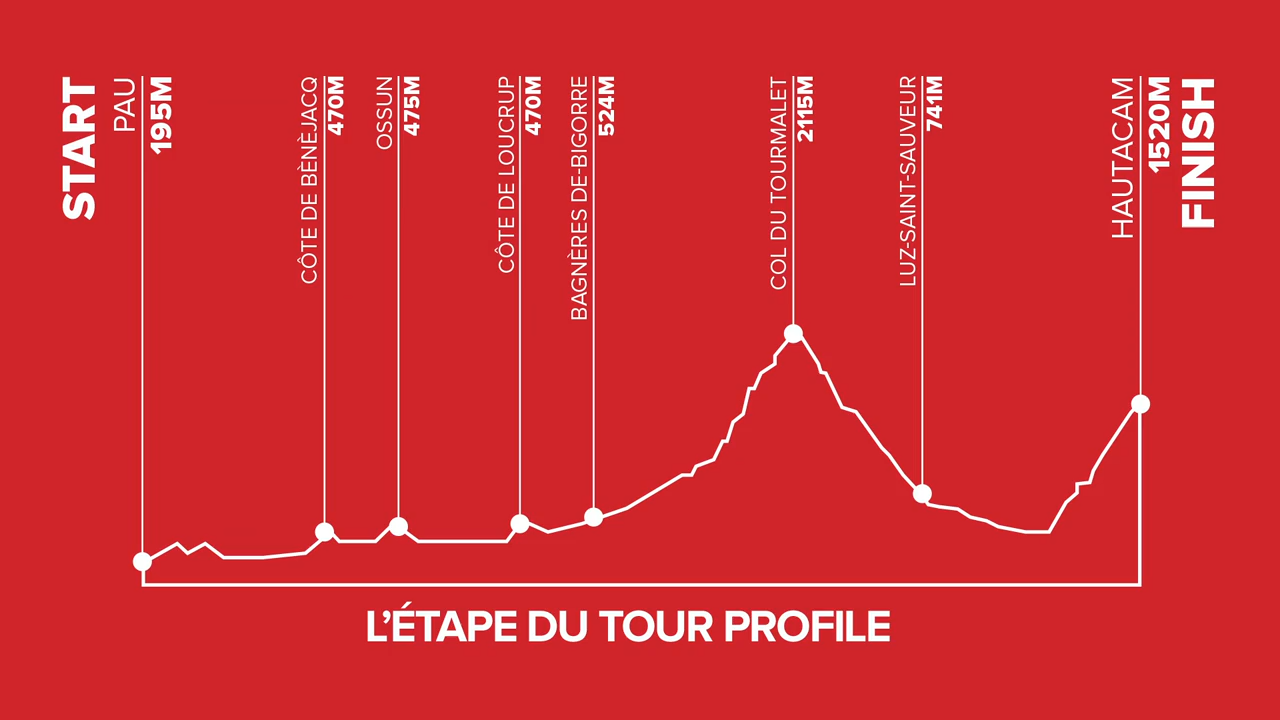 START
PAU
195M
CÔTE DE BÈNÈJACQ
470M
OSSUN
475M
CÔTE DE LOUCRUP
470M
BAGNÈRES DE-BIGORRE
524M
COL DU TOURMALET
2115M
LUZ-SAINT-SAUVEUR
741M
HAUTACAM
1520M
FINISH
L’ÉTAPE DU TOUR PROFILE